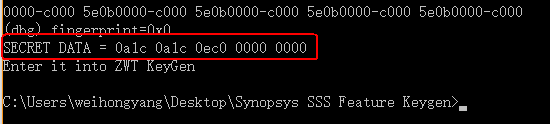 0000-c000 5e0b0000-c000 5e0b0000-c000 5e0b0000-c000 5e0b0000-c000
(dbg) fingerprint=0x0
SECRET DATA = 0a1c 0a1c 0ec0 0000 0000
Enter it into ZWT KeyGen
C:\Users\weihongyang\Desktop\Synopsys SSS Feature Keygen>_